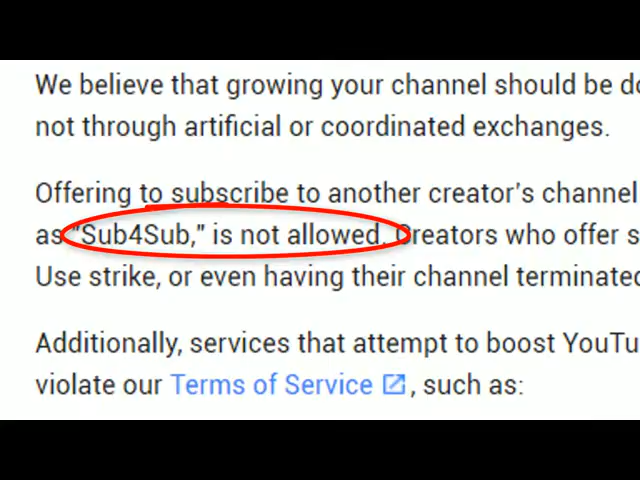 We believe that growing your channel should be do
not through artificial or coordinated exchanges.
Offering to subscribe to another creator's channel
as "Sub4Sub," is not allowed. Creators who offer s
Use strike, or even having their channel terminated
Additionally, services that attempt to boost YouTu
violate our Terms of Service , such as: